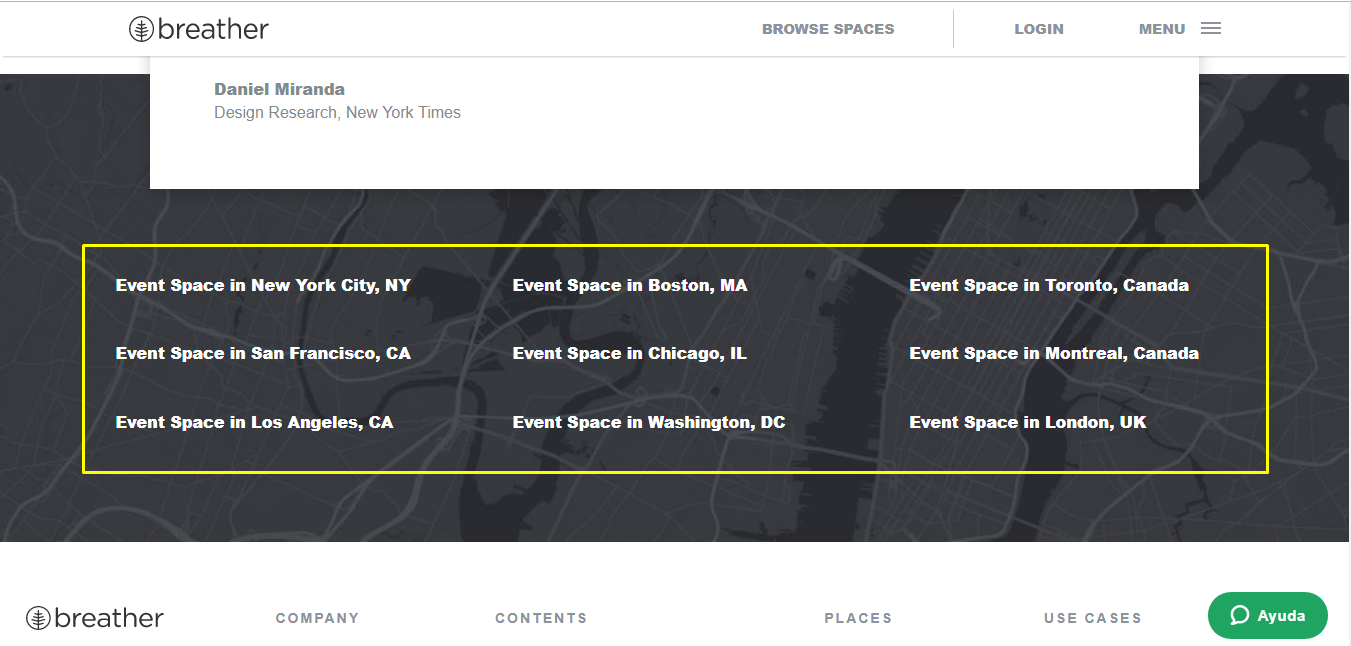 breather
BROWSE SPACES
LOGIN
MENU
Daniel Miranda
Design Research, New York Times
Event Space in New York City, NY
Event Space in Boston, MA
Event Space in Toronto, Canada
Event Space in San Francisco, CA
Event Space in Chicago, IL
Event Space in Montreal, Canada
Event Space in Los Angeles, CA
Event Space in Washington, DC
Event Space in London, UK
breather
COMPANY
CONTENTS
PLACES
USE CASES
Ayuda